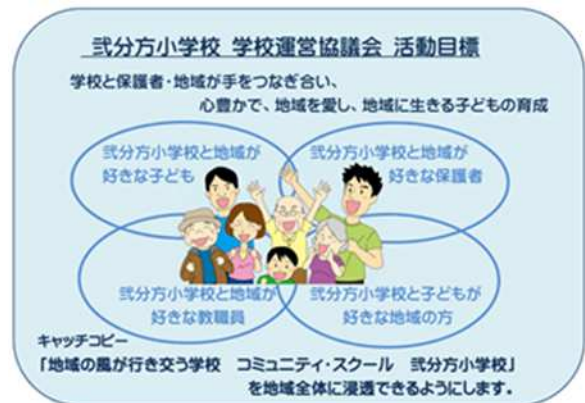 弐分方小学校 学校運営協議会 活動目標
学校と保護者・地域が手をつなぎ合い、
心豊かで、地域を愛し、地域に生きる子どもの育成
弐分方小学校と地域が
好きな子ども
弐分方小学校と地域が
好きな保護者
弐分方小学校と地域が
好きな教職員
弐分方小学校と子どもが
好きな地域の方
キャッチコピー
「地域の風が行き交う学校　コミュニティ・スクール　弐分方小学校」
を地域全体に浸透できるようにします。